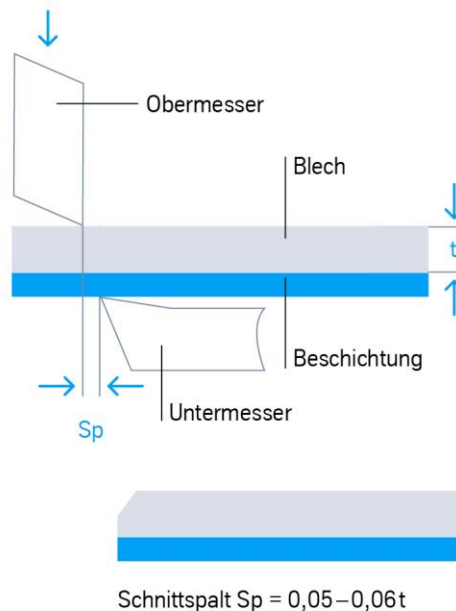 Obermesser
Blech
t
Beschichtung
Untermesser
Sp
Schnittspalt Sp = 0,05–0,06 t